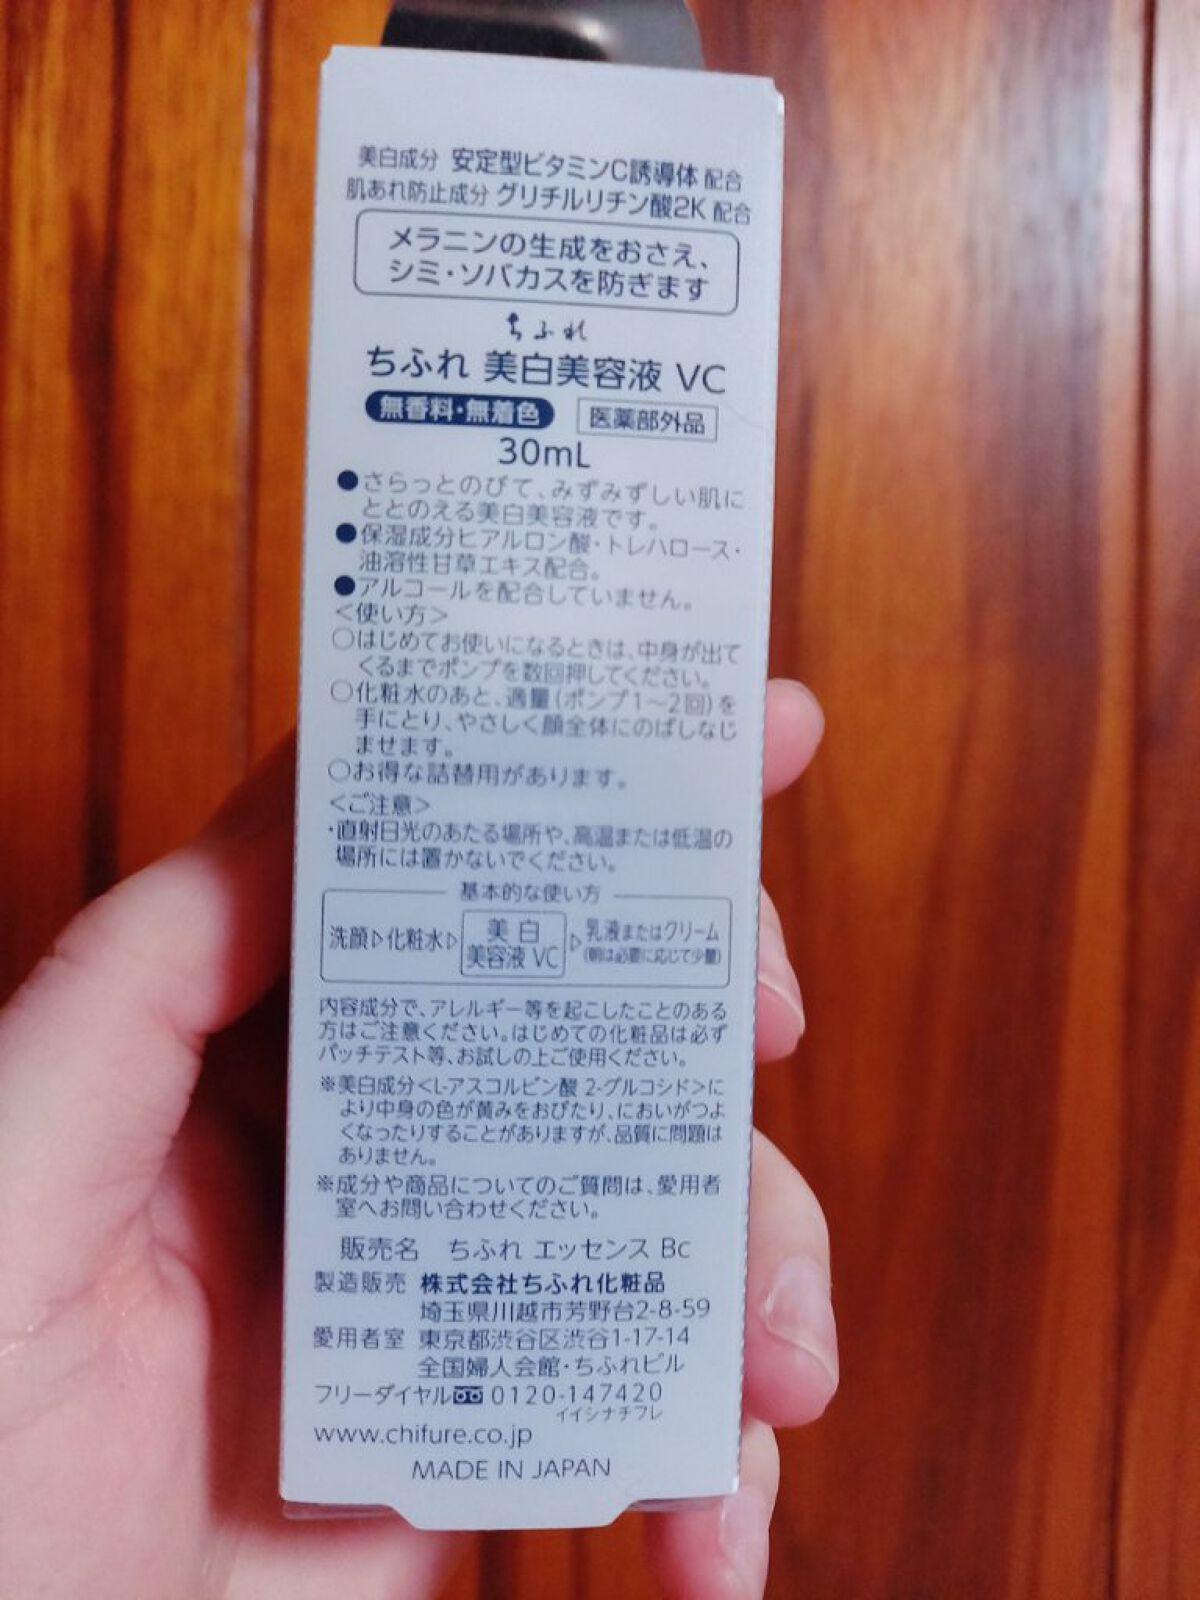 美白成分 安定型ビタミンC誘導体 配合
肌あれ防止成分 グリチルリチン酸2K 配合
メラニンの生成をおさえ、
シミ・ソバカスを防ぎます
ちふれ
ちふれ 美白美容液 VC
無香料・無着色 医薬部外品
30mL
●さらっとのびて、みずみずしい肌に
ととのえる美白美容液です。
●保湿成分ヒアルロン酸・トレハロース・
油溶性甘草エキス配合。
●アルコールを配合していません。
＜使い方＞
○はじめてお使いになるときは、中身が出て
くるまでポンプを数回押してください。
○化粧水のあと、適量(ポンプ1～2回)を
手にとり、やさしく顔全体にのばしなじ
ませます。
○お得な詰替用があります。
＜ご注意＞
・直射日光のあたる場所や、高温または低温の
場所には置かないでください。
基本的な使い方
洗顔▷化粧水▷美白美容液 VC▷乳液またはクリーム
(朝は必要に応じて少量)
内容成分で、アレルギー等を起こしたことのある
方はご注意ください。はじめての化粧品は必ず
パッチテスト等、お試しの上ご使用ください。
※美白成分＜L-アスコルビン酸 2-グルコシド＞に
より中身の色が黄みをおびたり、においがつよ
くなったりすることがありますが、品質に問題は
ありません。
※成分や商品についてのご質問は、愛用者
室へお問い合わせください。
販売名 ちふれ エッセンス Bc
製造販売 株式会社ちふれ化粧品
埼玉県川越市芳野台2-8-59
愛用者室 東京都渋谷区渋谷1-17-14
全国婦人会館・ちふれビル
フリーダイヤル 0120-147420
イイシナチフレ
www.chifure.co.jp
MADE IN JAPAN